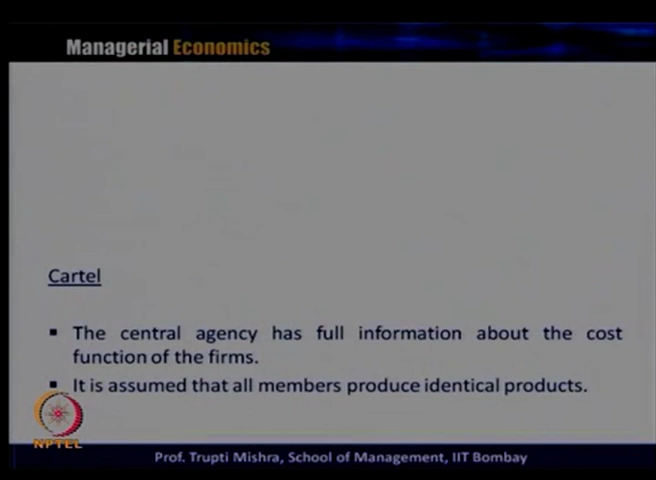 Managerial Economics
Cartel
▪ The central agency has full information about the cost
function of the firms.
▪ It is assumed that all members produce identical products.
NPTEL
Prof. Trupti Mishra, School of Management, IIT Bombay